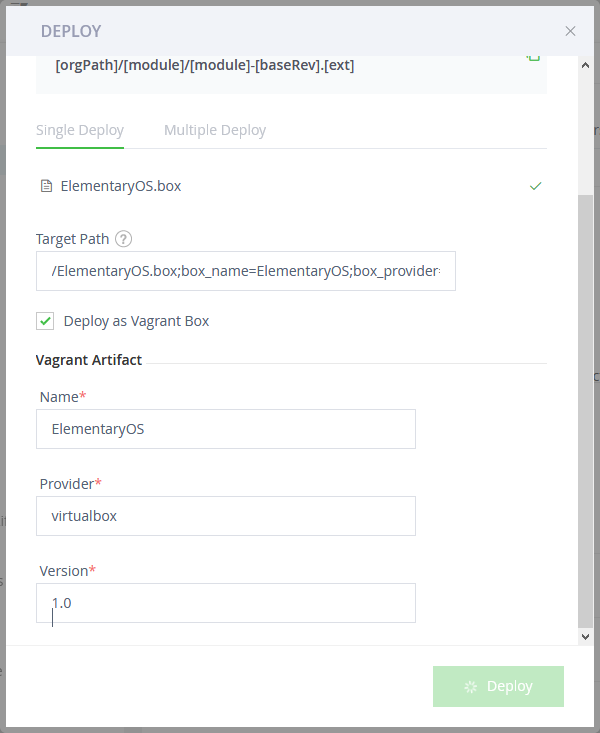 DEPLOY
[orgPath]/[module]/[module]-[baseRev].[ext]
Single Deploy Multiple Deploy
ElementaryOS.box
Target Path ?
/ElementaryOS.box;box_name=ElementaryOS;box_provider=
Deploy as Vagrant Box
Vagrant Artifact
Name*
ElementaryOS
Provider*
virtualbox
Version*
1.0
Deploy